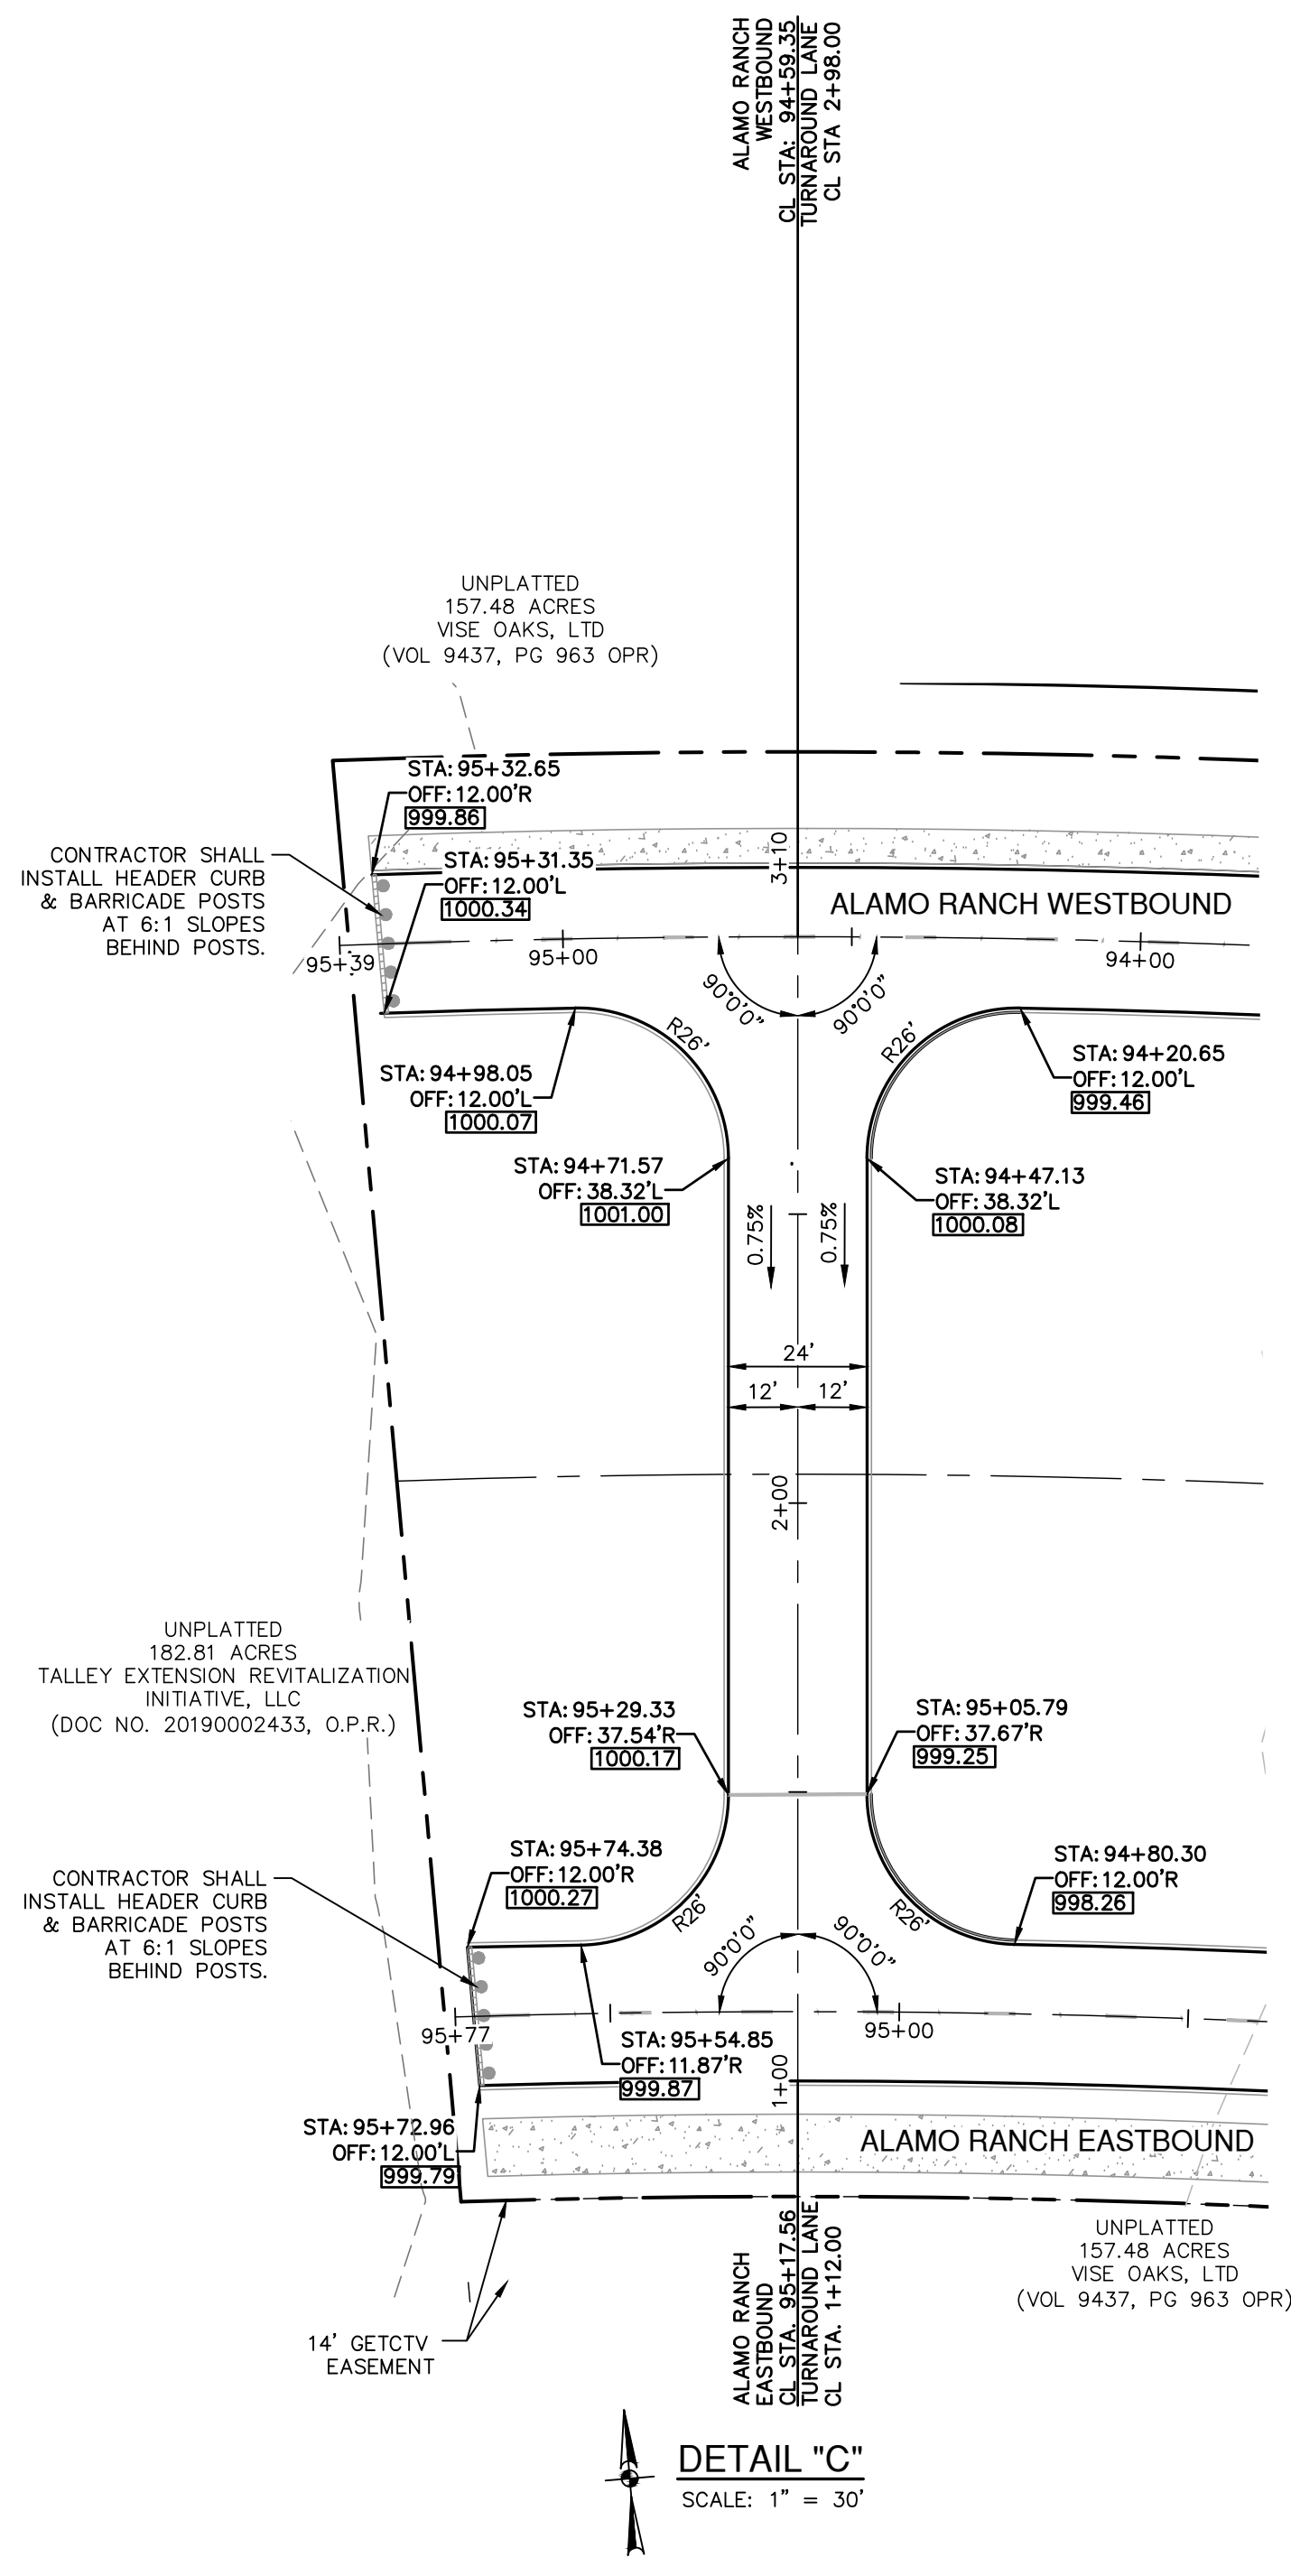 ALAMO RANCH
WESTBOUND
CL STA: 94+59.35
TURNAROUND LANE
CL STA 2+98.00
UNPLATTED
157.48 ACRES
VISE OAKS, LTD
(VOL 9437, PG 963 OPR)
STA: 95+32.65
OFF: 12.00'R
999.86
CONTRACTOR SHALL
INSTALL HEADER CURB
& BARRICADE POSTS
AT 6:1 SLOPES
BEHIND POSTS.
STA: 95+31.35
OFF: 12.00'L
1000.34
3+10
ALAMO RANCH WESTBOUND
95+39
95+00
94+00
90°0'0"
90°0'0"
R26'
R26'
STA: 94+98.05
OFF: 12.00'L
1000.07
STA: 94+20.65
OFF: 12.00'L
999.46
STA: 94+71.57
OFF: 38.32'L
1001.00
STA: 94+47.13
OFF: 38.32'L
1000.08
0.75%
0.75%
24'
12'
12'
2+00
UNPLATTED
182.81 ACRES
TALLEY EXTENSION REVITALIZATION
INITIATIVE, LLC
(DOC NO. 20190002433, O.P.R.)
STA: 95+29.33
OFF: 37.54'R
1000.17
STA: 95+05.79
OFF: 37.67'R
999.25
STA: 95+74.38
OFF: 12.00'R
1000.27
STA: 94+80.30
OFF: 12.00'R
998.26
CONTRACTOR SHALL
INSTALL HEADER CURB
& BARRICADE POSTS
AT 6:1 SLOPES
BEHIND POSTS.
R26'
R26'
90°0'0"
90°0'0"
95+77
95+00
STA: 95+54.85
OFF: 11.87'R
999.87
1+00
STA: 95+72.96
OFF: 12.00'L
999.79
ALAMO RANCH EASTBOUND
ALAMO RANCH
EASTBOUND
CL STA. 95+17.56
TURNAROUND LANE
CL STA. 1+12.00
UNPLATTED
157.48 ACRES
VISE OAKS, LTD
(VOL 9437, PG 963 OPR)
14' GETCTV
EASEMENT
DETAIL "C"
SCALE: 1" = 30'